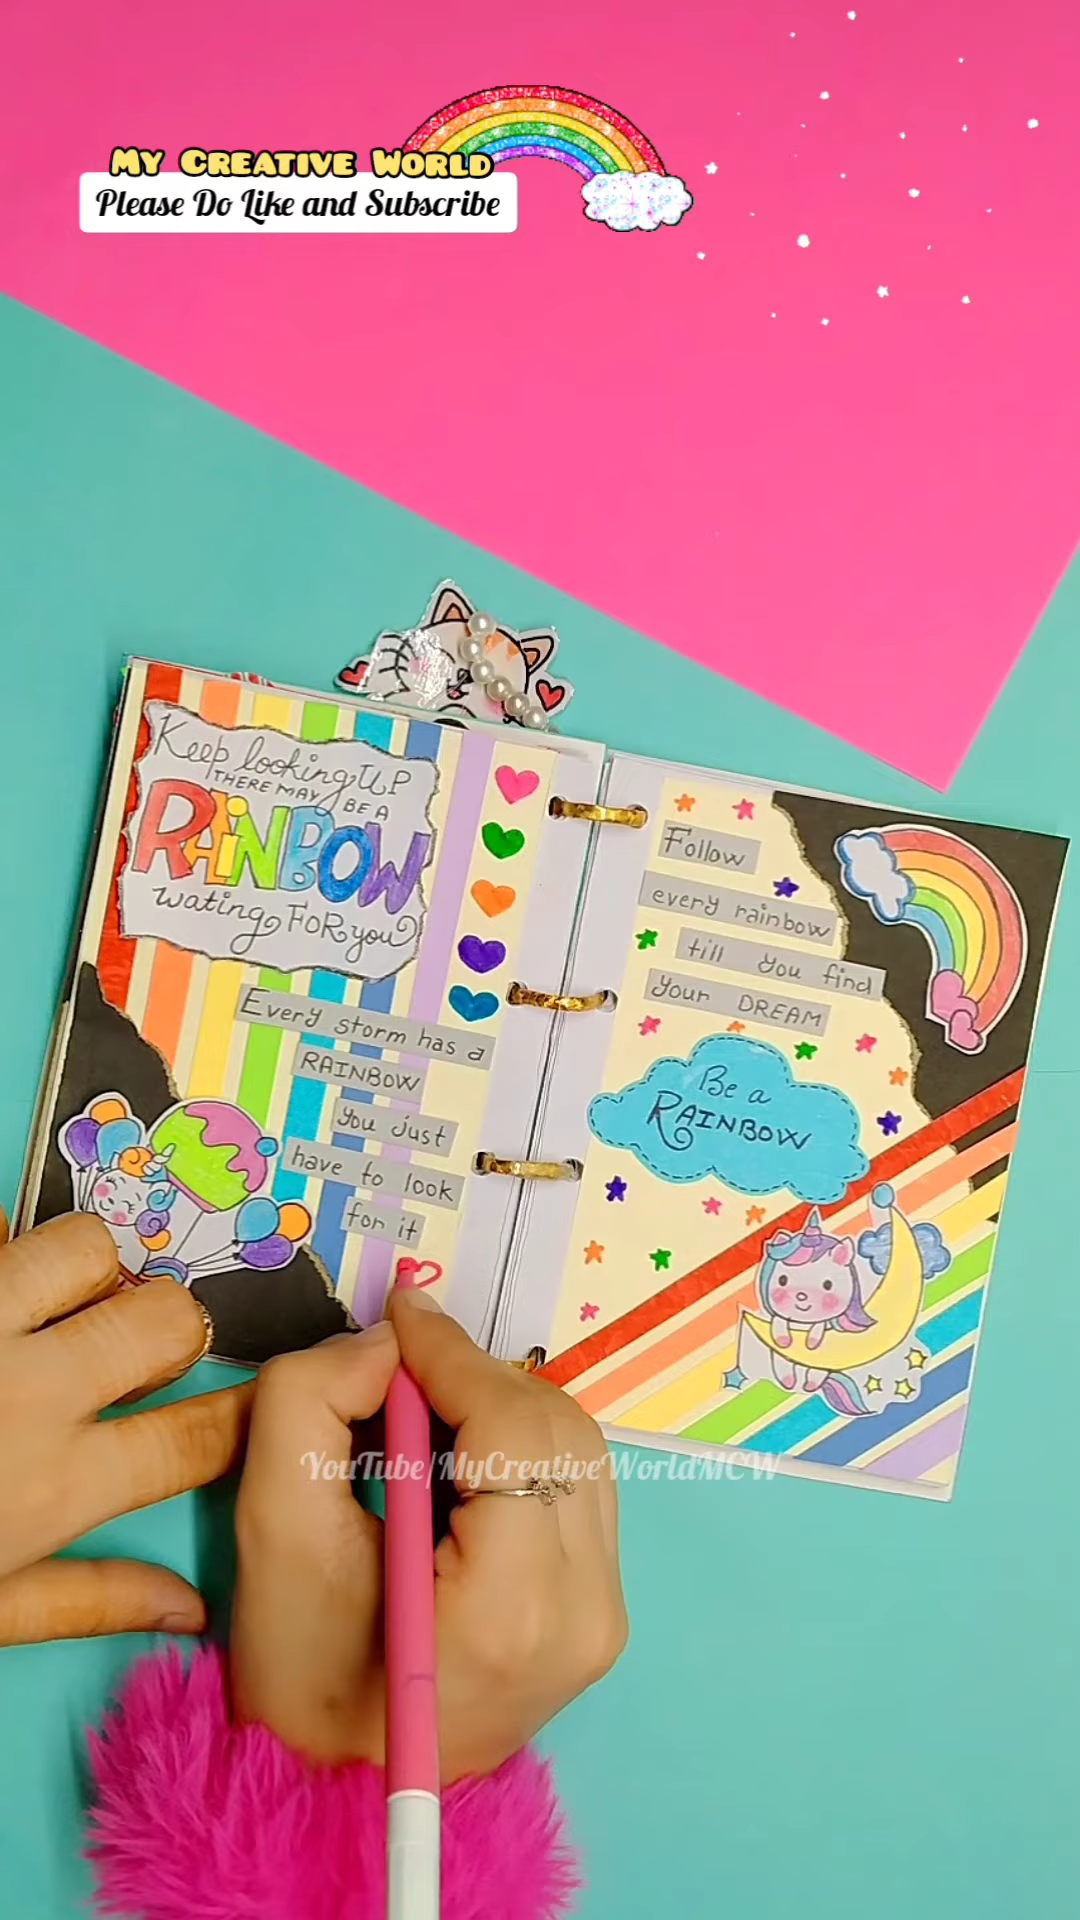 My Creative World
Please Do Like and Subscribe
Keep looking UP
THERE MAY BE A
RAiNBOW
wating FOR you
Every storm has a
RAINBOW
you just
have to look
for it
Follow
every rainbow
till you find
your DREAM
Be a
RAINBOW
YouTube/MyCreativeWorldMCW